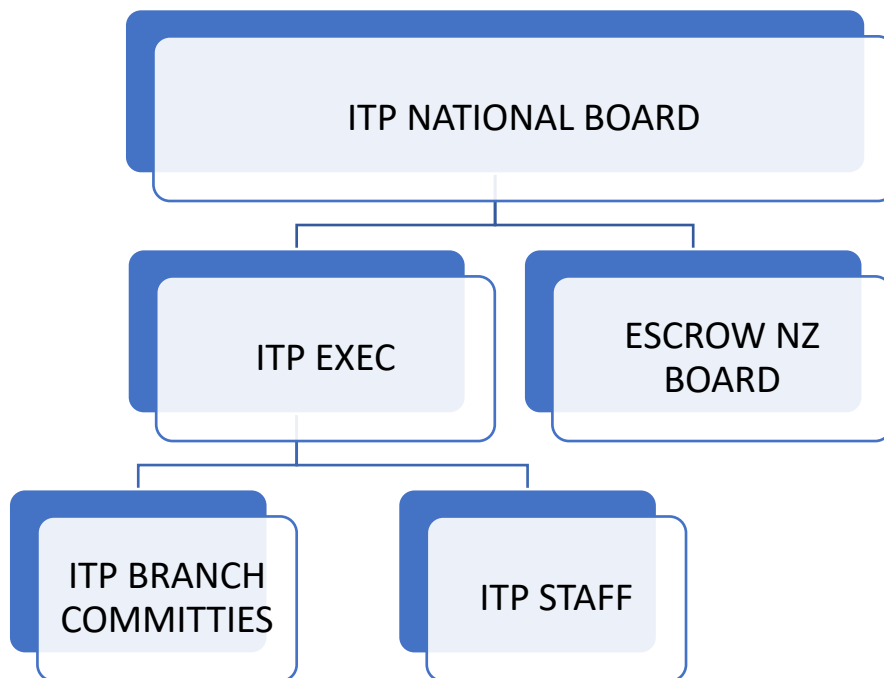 ITP NATIONAL BOARD
ITP EXEC
ESCROW NZ
BOARD
ITP BRANCH
COMMITTIES
ITP STAFF